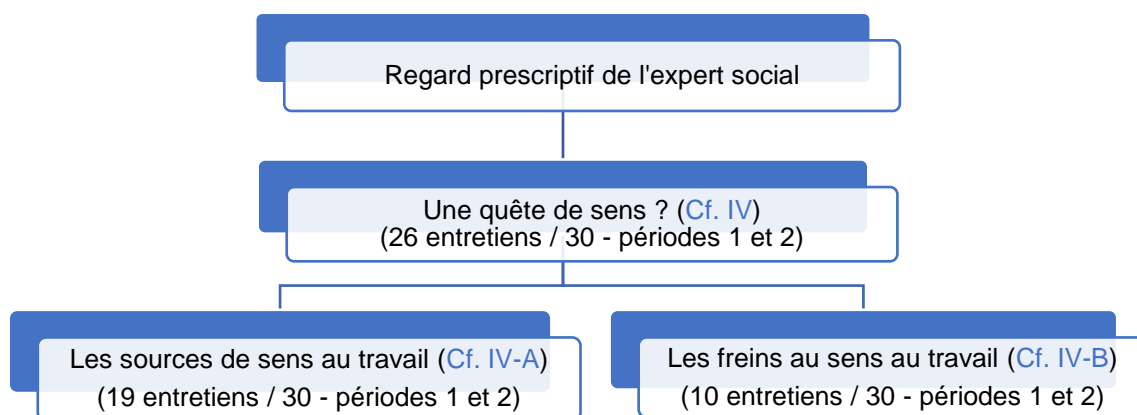 Regard prescriptif de l'expert social
Une quête de sens ? (Cf. IV)
(26 entretiens / 30 - périodes 1 et 2)
Les sources de sens au travail (Cf. IV-A)
(19 entretiens / 30 - périodes 1 et 2)
Les freins au sens au travail (Cf. IV-B)
(10 entretiens / 30 - périodes 1 et 2)